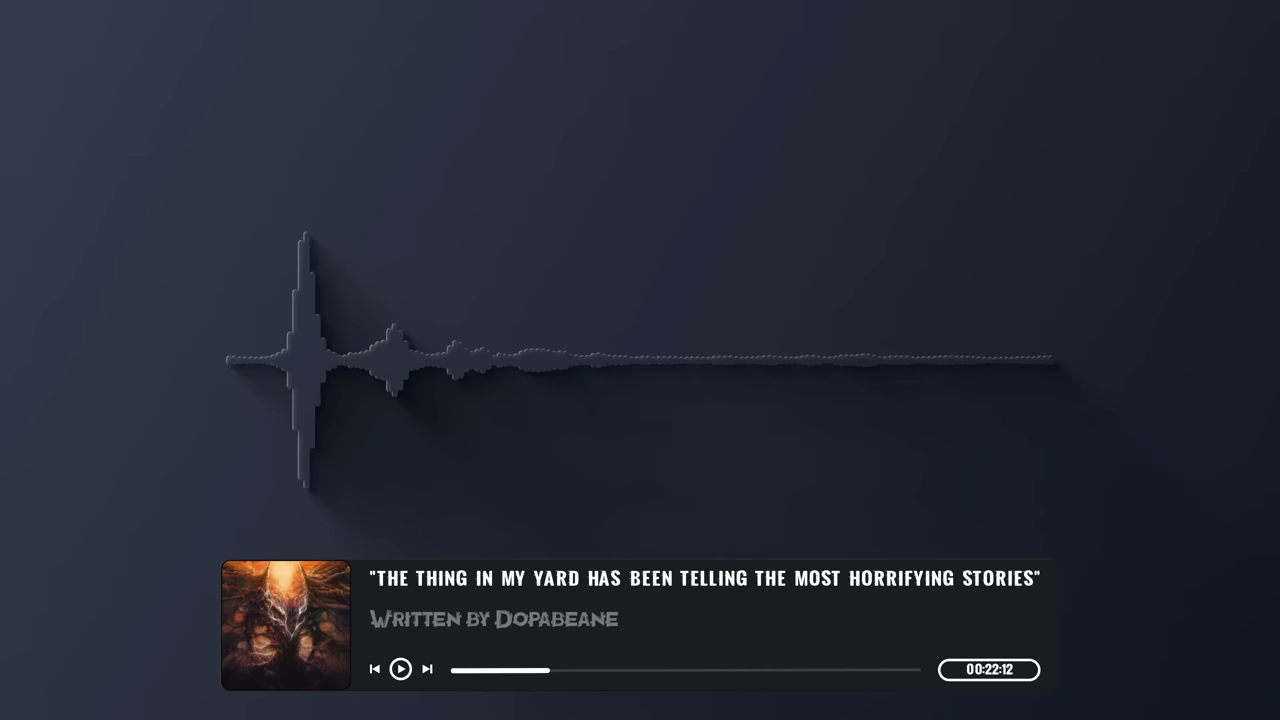 "THE THING IN MY YARD HAS BEEN TELLING THE MOST HORRIFYING STORIES"
WRITTEN BY DOPABEANE
00:22:12